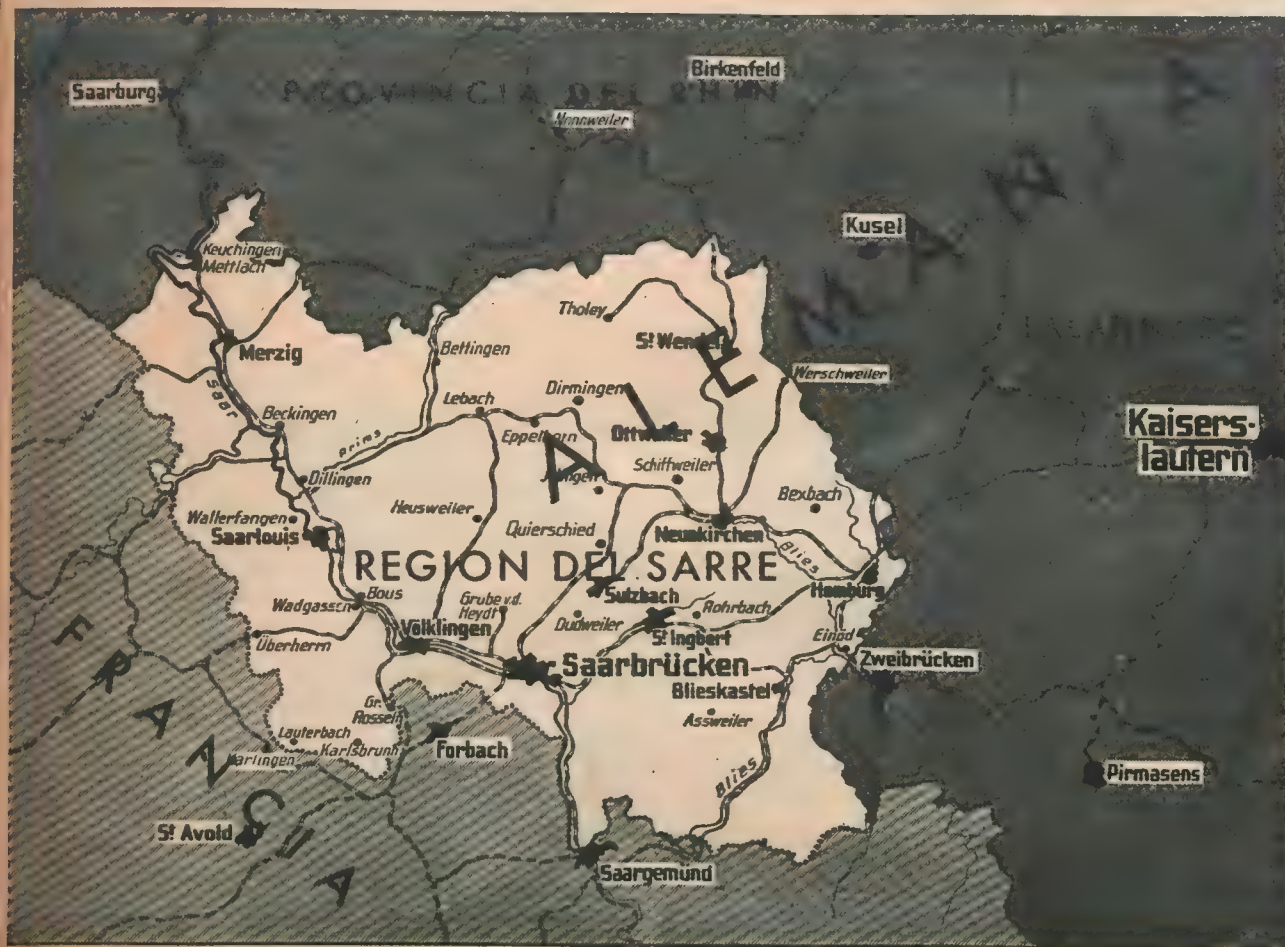 Saarburg
Birkenfeld
PROVINCIA DEL RHIN
Nonnweiler
Kusel
Keuchingen
Mettlach
Tholey
St Wendel
Merzig
Bettingen
Werschweiler
Saar
Dirmingen
Lebach
Beckingen
Kaisers-
lautern
Prims
Eppelborn
Ottweiler
Schiffweiler
Dillingen
Bexbach
Heusweiler
Wallerfangen
Saarlouis
Quierschied
Neunkirchen
Blies
REGION DEL SARRE
Homburg
Sulzbach
Wadgassen
Bous
Grube v.d.
Heydt
Rohrbach
Dudweiler
St Ingbert
Völklingen
Einöd
Überherrn
Saarbrücken
Zweibrücken
Blieskastel
Gr.
Rosseln
Assweiler
Lauterbach
Karlsbrunn
Forbach
Blies
Pirmasens
St Avold
Saargemünd
FRANCIA
ALEMANIA